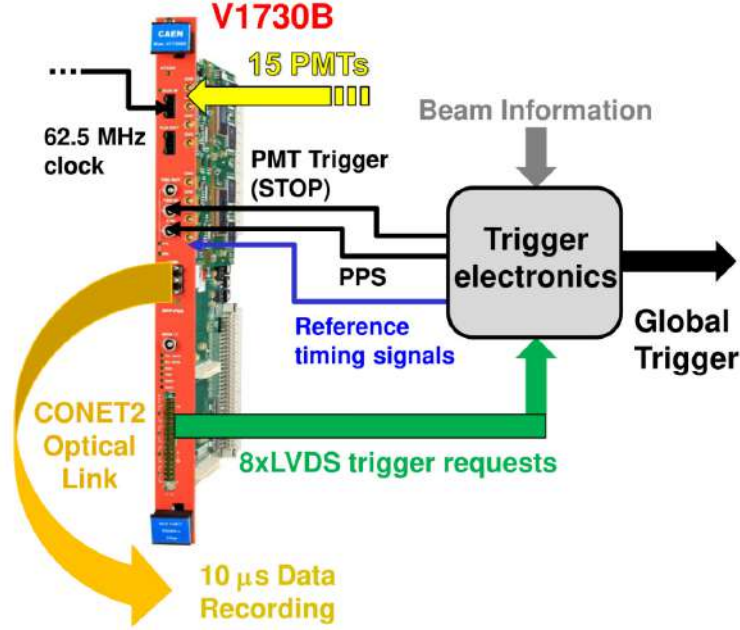 V1730B
CAEN
15 PMTs
62.5 MHz
clock
Beam Information
PMT Trigger
(STOP)
Trigger
electronics
PPS
Reference
timing signals
Global
Trigger
CONET2
Optical
Link
8xLVDS trigger requests
10 μs Data
Recording